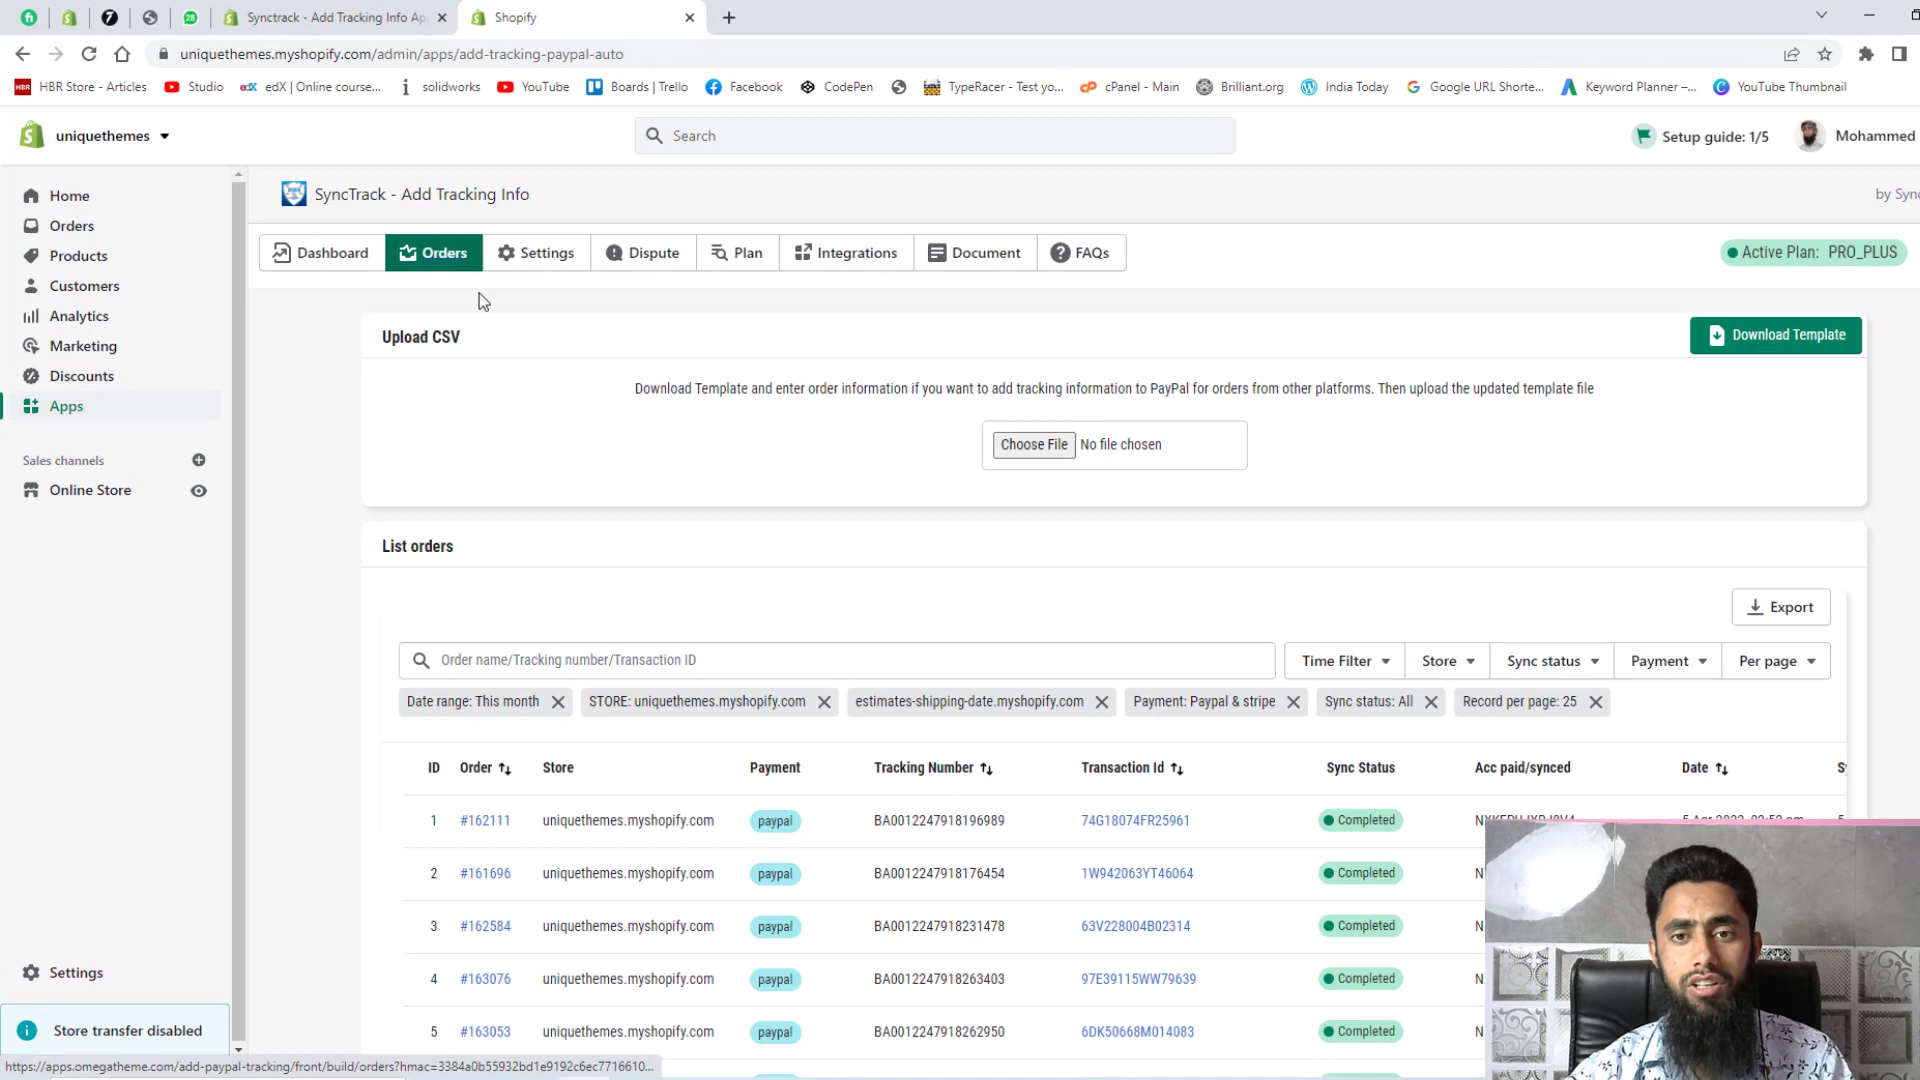 28
Synctrack - Add Tracking Info Ap
Shopify
uniquethemes.myshopify.com/admin/apps/add-tracking-paypal-auto
HBR HBR Store - Articles
Studio
edX edX | Online course...
i solidworks
YouTube
Boards | Trello
Facebook
CodePen
TypeRacer - Test yo...
cP cPanel - Main
Brilliant.org
India Today
Google URL Shorte...
Keyword Planner –...
YouTube Thumbnail
uniquethemes
Search
Setup guide: 1/5
Mohammed
Home
Orders
Products
Customers
Analytics
Marketing
Discounts
Apps
Sales channels
Online Store
Settings
Store transfer disabled
SyncTrack - Add Tracking Info
by Sync
Dashboard
Orders
Settings
Dispute
Plan
Integrations
Document
FAQs
Active Plan: PRO_PLUS
Upload CSV
Download Template
Download Template and enter order information if you want to add tracking information to PayPal for orders from other platforms. Then upload the updated template file
Choose File No file chosen
List orders
Export
Order name/Tracking number/Transaction ID
Time Filter
Store
Sync status
Payment
Per page
Date range: This month
STORE: uniquethemes.myshopify.com
estimates-shipping-date.myshopify.com
Payment: Paypal & stripe
Sync status: All
Record per page: 25
ID Order Store Payment Tracking Number Transaction Id Sync Status Acc paid/synced Date
1 #162111 uniquethemes.myshopify.com paypal BA0012247918196989 74G18074FR25961 Completed
2 #161696 uniquethemes.myshopify.com paypal BA0012247918176454 1W942063YT46064 Completed
3 #162584 uniquethemes.myshopify.com paypal BA0012247918231478 63V228004B02314 Completed
4 #163076 uniquethemes.myshopify.com paypal BA0012247918263403 97E39115WW79639 Completed
5 #163053 uniquethemes.myshopify.com paypal BA0012247918262950 6DK50668M014083 Completed
https://apps.omegatheme.com/add-paypal-tracking/front/build/orders?hmac=3384a0b55932bd1e9192c6ec7716610...